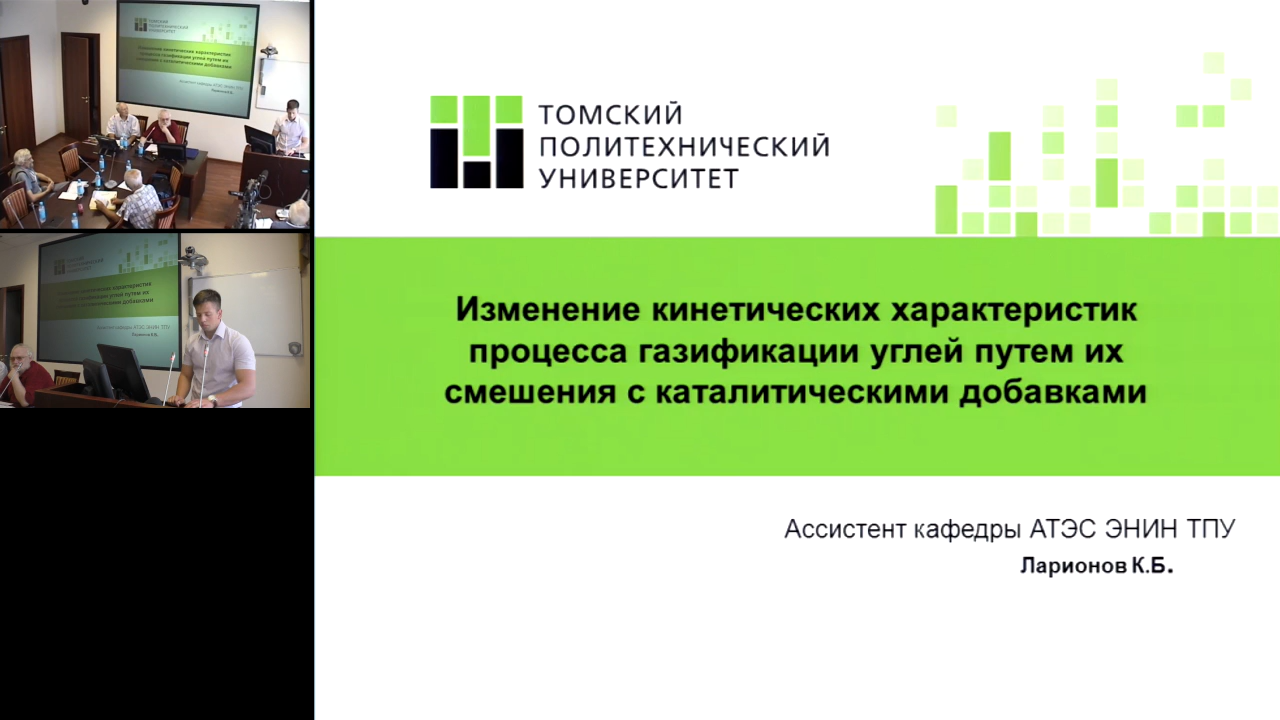 ТОМСКИЙ
ПОЛИТЕХНИЧЕСКИЙ
УНИВЕРСИТЕТ
Изменение кинетических характеристик
процесса газификации углей путем их
смешения с каталитическими добавками
Ассистент кафедры АТЭС ЭНИН ТПУ
Ларионов К.Б.